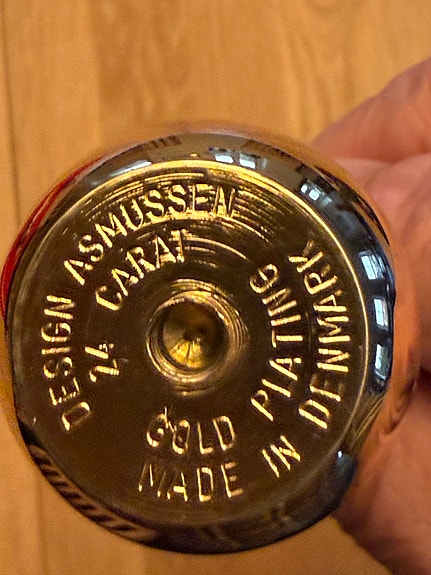 DESIGN ASMUSSEN
24 CARAT
GOLD PLATING
MADE IN DENMARK